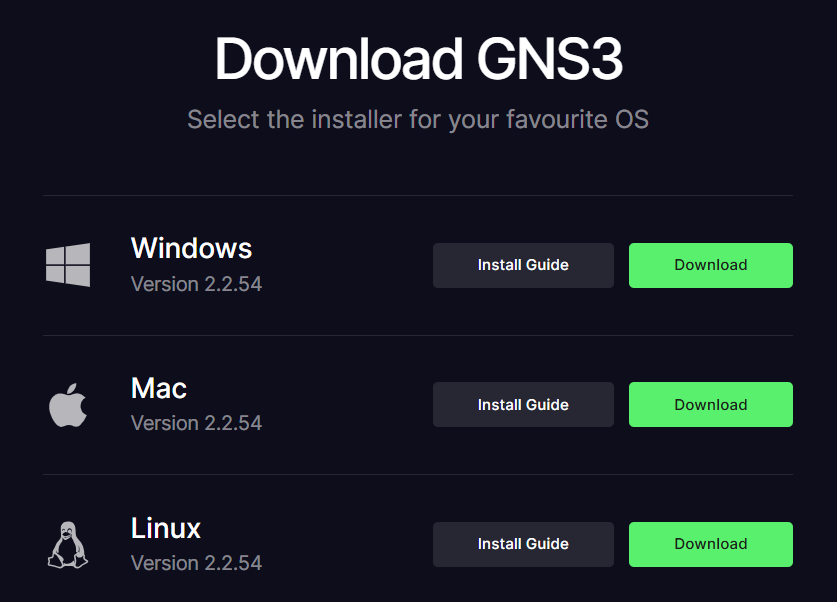 Download GNS3
Select the installer for your favourite OS
Windows
Version 2.2.54
Install Guide
Download
Mac
Version 2.2.54
Install Guide
Download
Linux
Version 2.2.54
Install Guide
Download